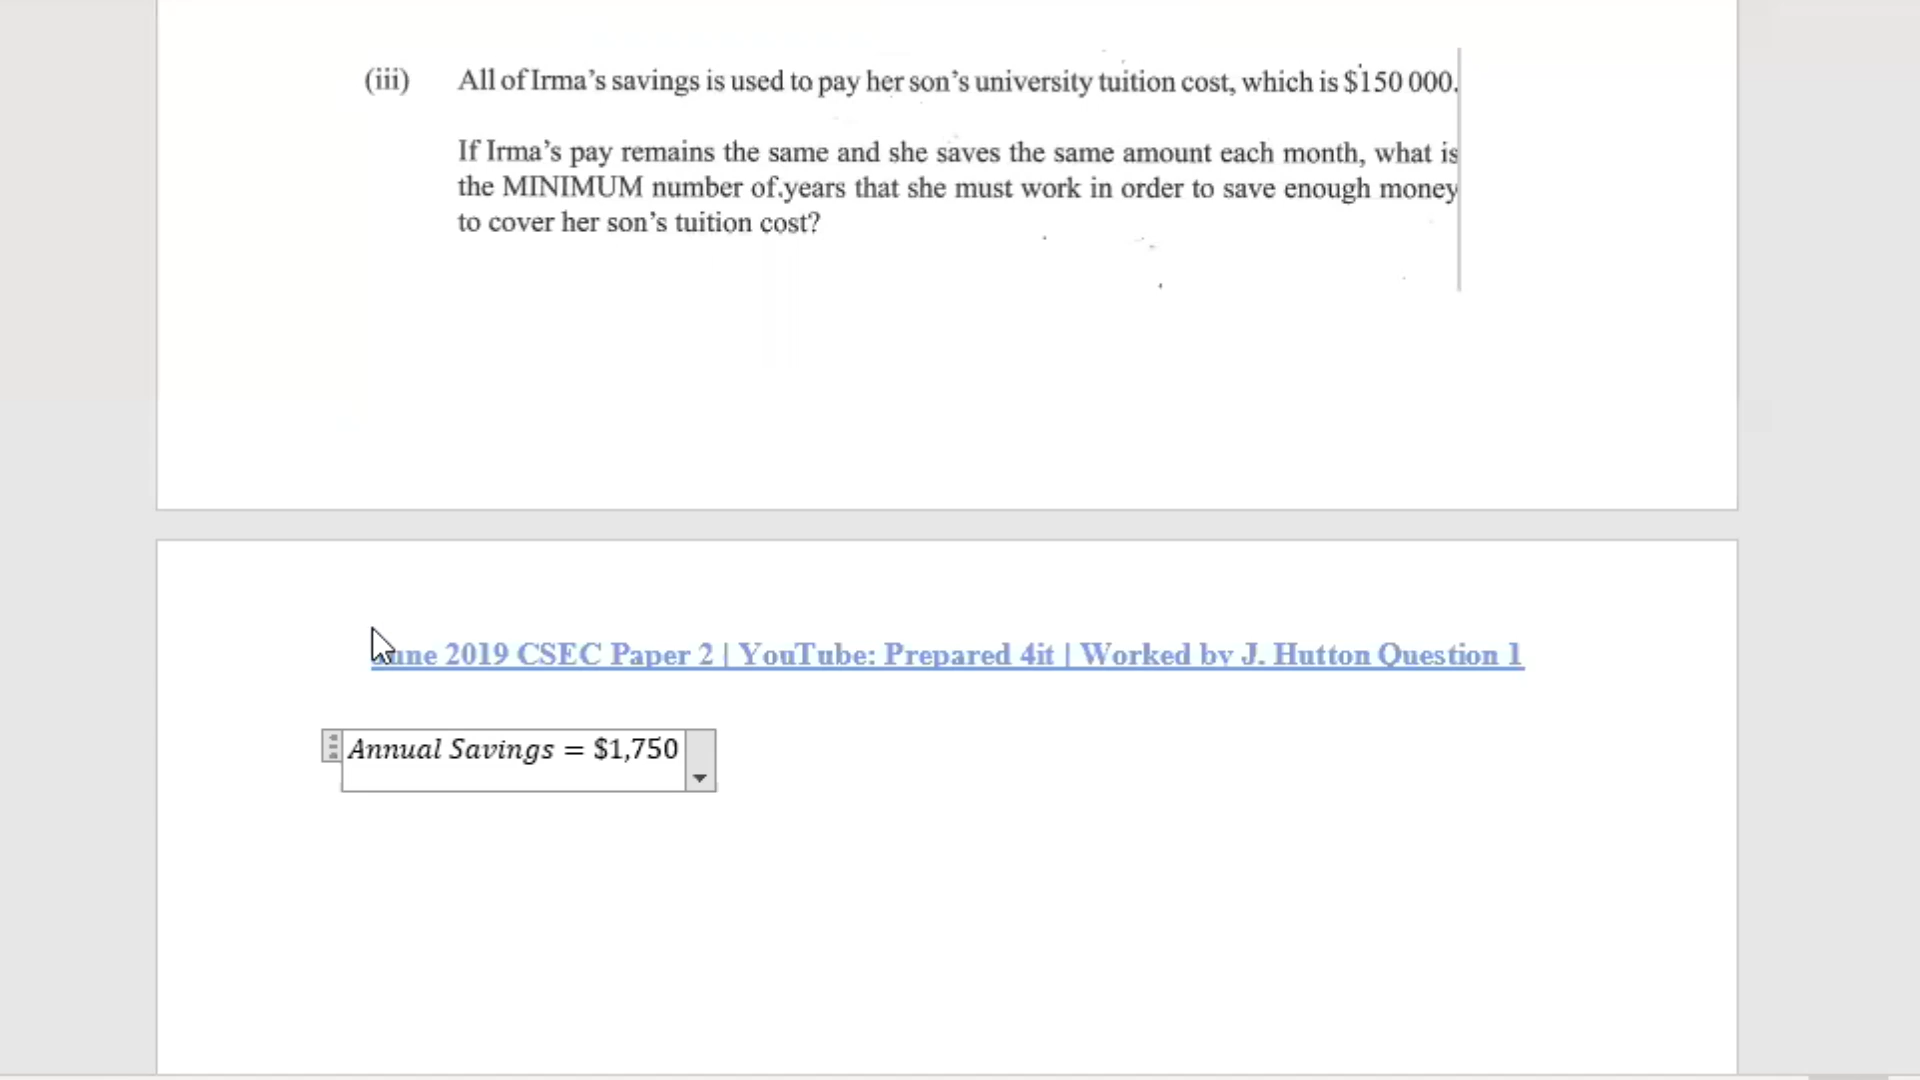 (iii) All of Irma's savings is used to pay her son's university tuition cost, which is $150 000.
If Irma's pay remains the same and she saves the same amount each month, what is
the MINIMUM number of years that she must work in order to save enough money
to cover her son's tuition cost?
June 2019 CSEC Paper 2 | YouTube: Prepared 4it | Worked by J. Hutton Question 1
Annual Savings = $1,750